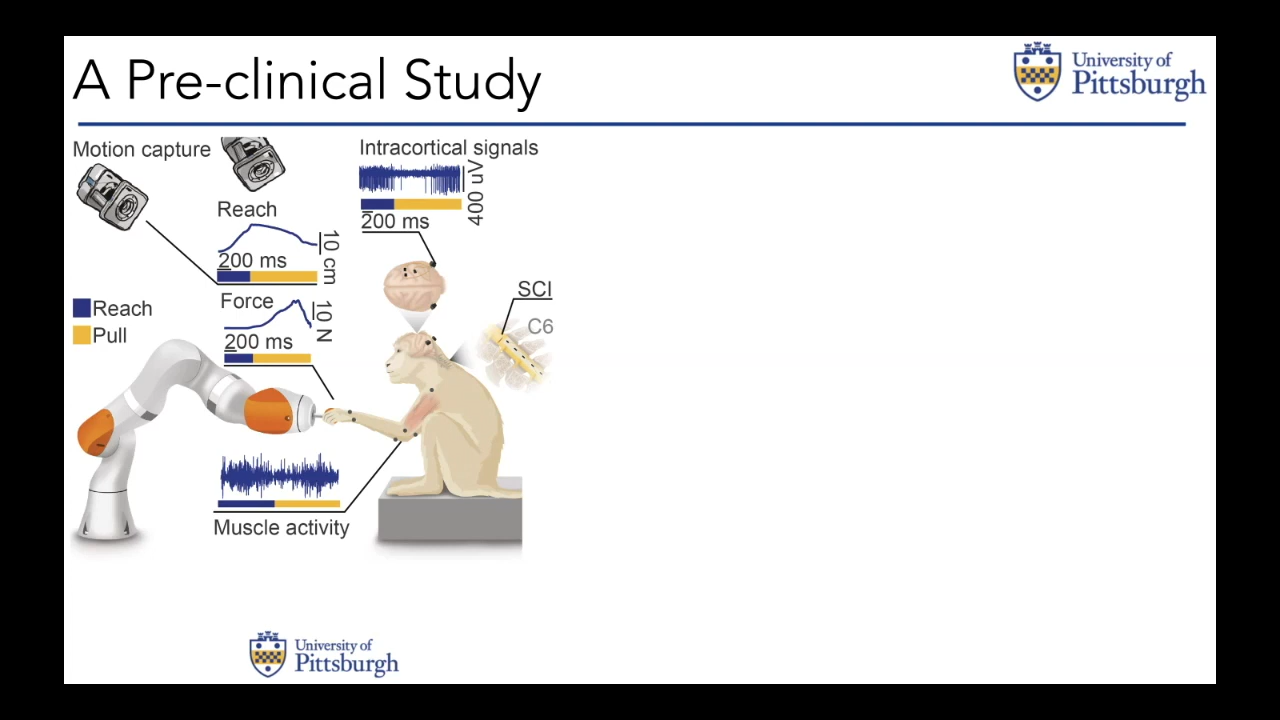 A Pre-clinical Study
University of
Pittsburgh
Motion capture
Intracortical signals
400 uV
200 ms
Reach
10 cm
200 ms
SCI
C6
Reach
Pull
Force
10 N
200 ms
Muscle activity
University of
Pittsburgh